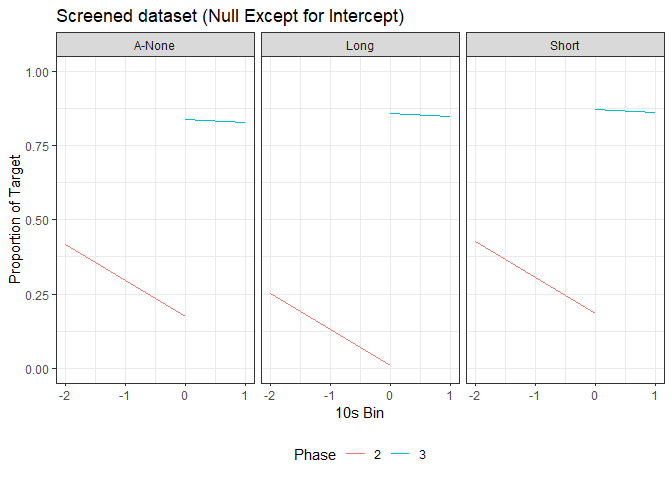 Screened dataset (Null Except for Intercept)
A-None Long Short
1.00
0.75
0.50
0.25
0.00
Proportion of Target
-2 -1 0 1 -2 -1 0 1 -2 -1 0 1
10s Bin
Phase 2 3